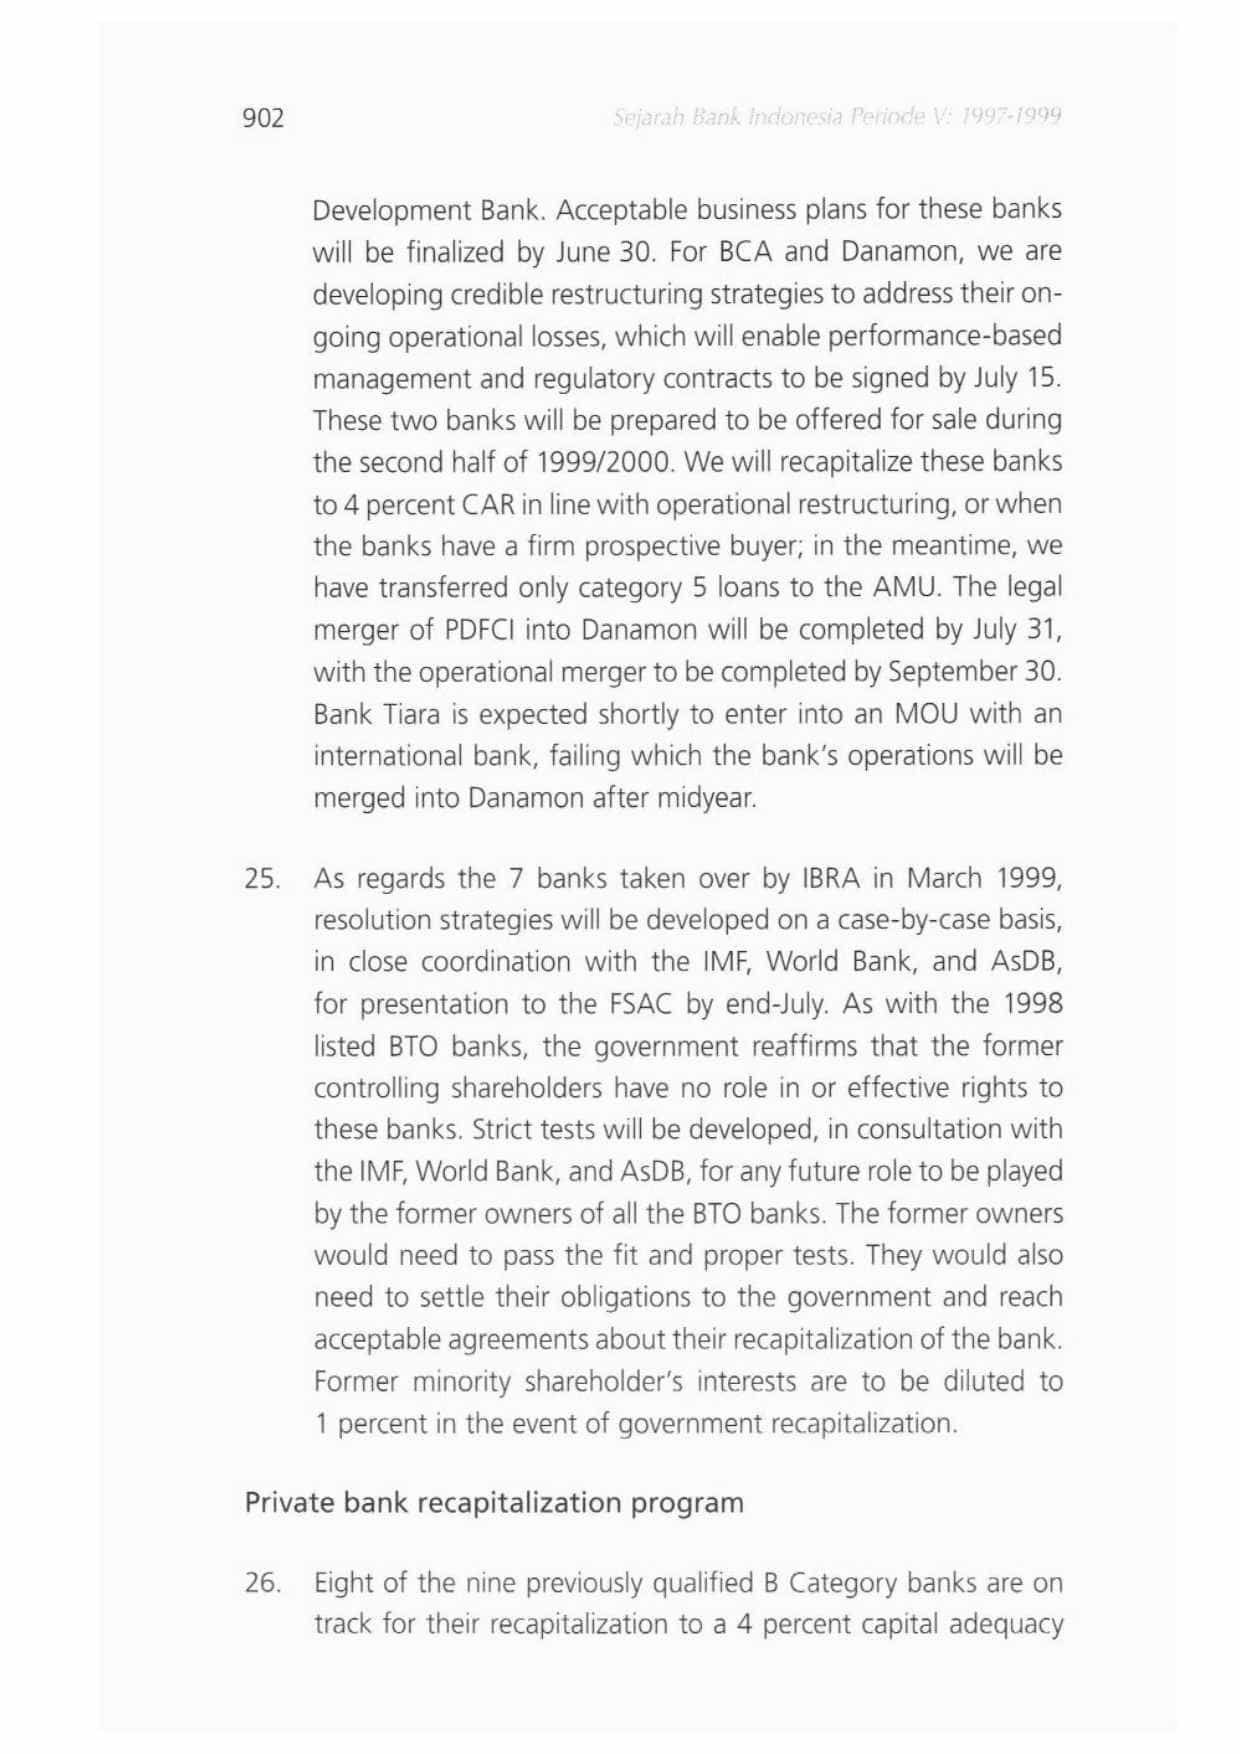 902
Sejarah Bank Indonesia Periode V: 1997-1999
Development Bank. Acceptable business plans for these banks
will be finalized by June 30. For BCA and Danamon, we are
developing credible restructuring strategies to address their on-
going operational losses, which will enable performance-based
management and regulatory contracts to be signed by July 15.
These two banks will be prepared to be offered for sale during
the second half of 1999/2000. We will recapitalize these banks
to 4 percent CAR in line with operational restructuring, or when
the banks have a firm prospective buyer; in the meantime, we
have transferred only category 5 loans to the AMU. The legal
merger of PDFCI into Danamon will be completed by July 31,
with the operational merger to be completed by September 30.
Bank Tiara is expected shortly to enter into an MOU with an
international bank, failing which the bank's operations will be
merged into Danamon after midyear.
25. As regards the 7 banks taken over by IBRA in March 1999,
resolution strategies will be developed on a case-by-case basis,
in close coordination with the IMF, World Bank, and AsDB,
for presentation to the FSAC by end-July. As with the 1998
listed BTO banks, the government reaffirms that the former
controlling shareholders have no role in or effective rights to
these banks. Strict tests will be developed, in consultation with
the IMF, World Bank, and AsDB, for any future role to be played
by the former owners of all the BTO banks. The former owners
would need to pass the fit and proper tests. They would also
need to settle their obligations to the government and reach
acceptable agreements about their recapitalization of the bank.
Former minority shareholder's interests are to be diluted to
1 percent in the event of government recapitalization.
Private bank recapitalization program
26. Eight of the nine previously qualified B Category banks are on
track for their recapitalization to a 4 percent capital adequacy